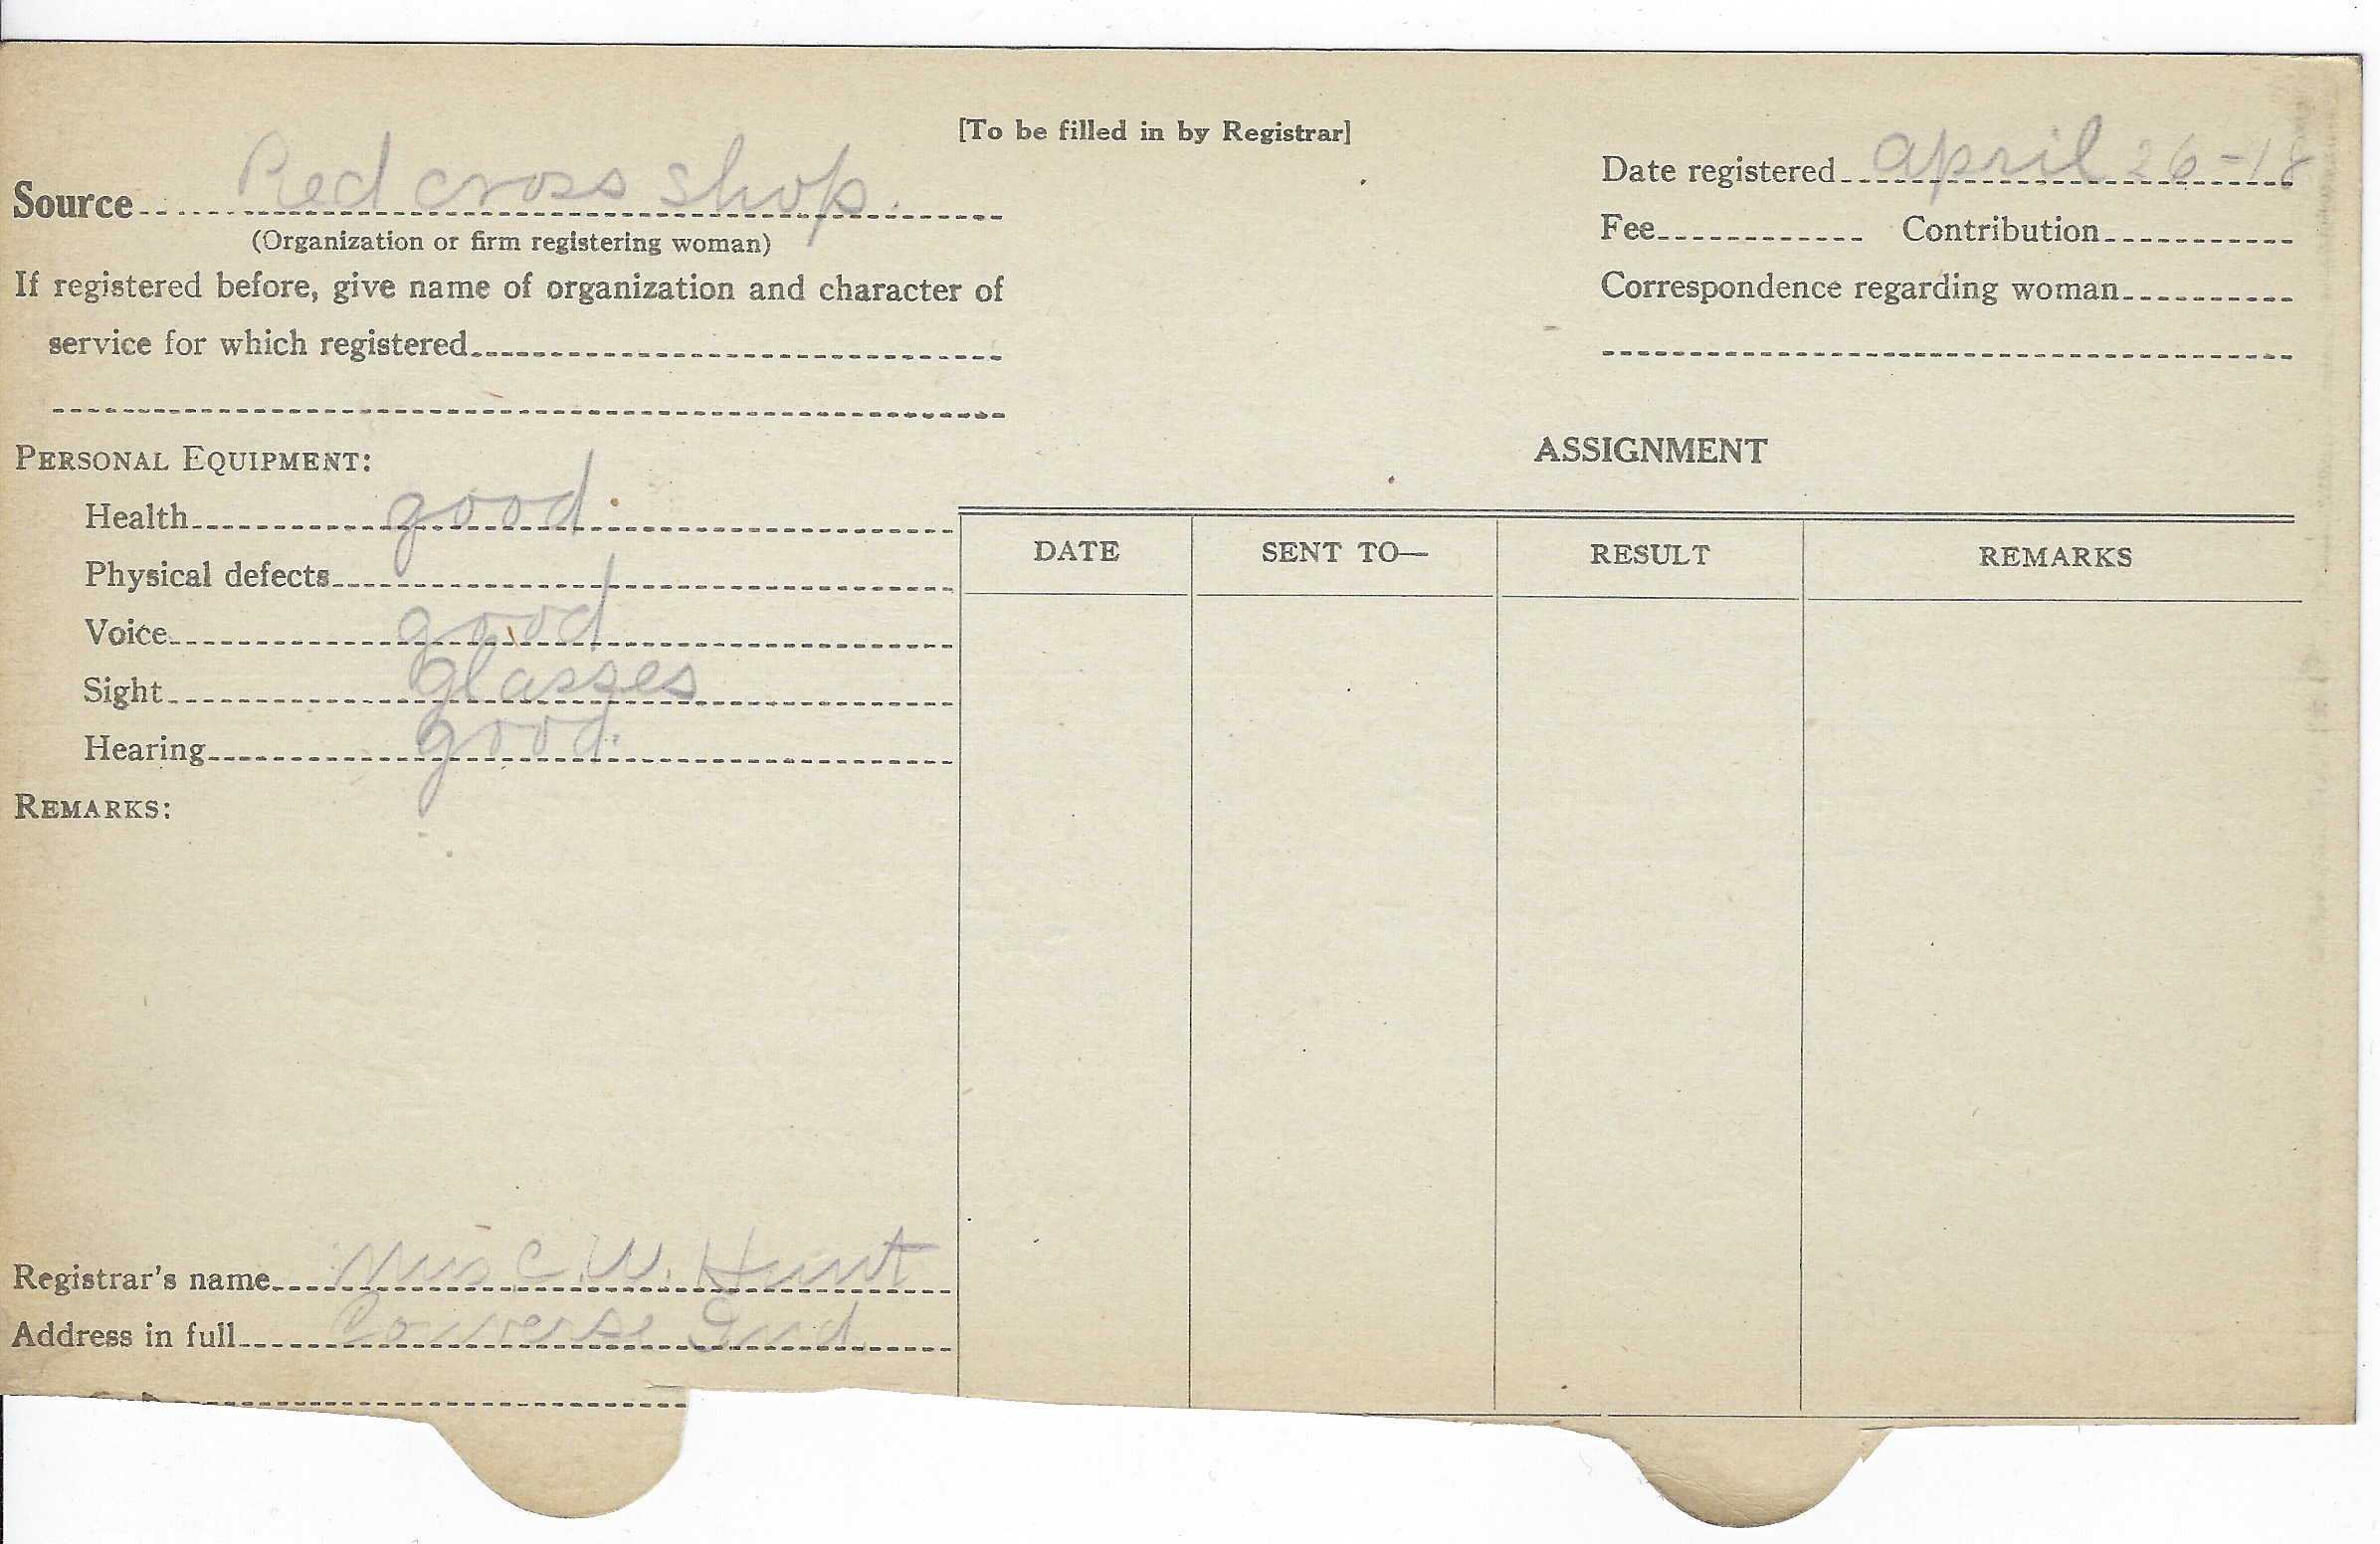 [To be filled in by Registrar]
Source Red cross shop.
(Organization or firm registering woman)
If registered before, give name of organization and character of
service for which registered
Date registered april 26-18
Fee Contribution
Correspondence regarding woman
PERSONAL EQUIPMENT:
Health good
Physical defects
Voice good
Sight glasses
Hearing good.
REMARKS:
Registrar's name C. W. Hunt
Address in full Converse Ind
ASSIGNMENT
DATE SENT TO— RESULT REMARKS